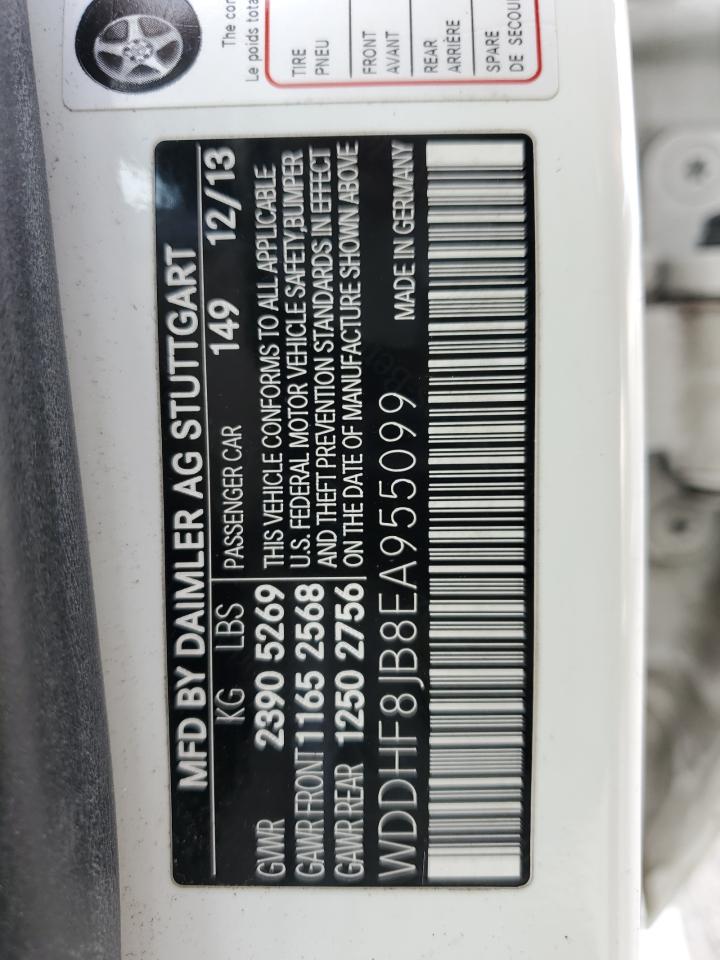 The cor
Le poids tota
TIRE
PNEU
FRONT
AVANT
REAR
ARRIÈRE
SPARE
DE SECOU
MFD BY DAIMLER AG STUTTGART
KG LBS
GVWR 2390 5269
GAWR FRONT 1165 2568
GAWR REAR 1250 2756
PASSENGER CAR 149 12/13
THIS VEHICLE CONFORMS TO ALL APPLICABLE
U.S. FEDERAL MOTOR VEHICLE SAFETY,BUMPER
AND THEFT PREVENTION STANDARDS IN EFFECT
ON THE DATE OF MANUFACTURE SHOWN ABOVE
WDDHF8JB8EA955099 MADE IN GERMANY